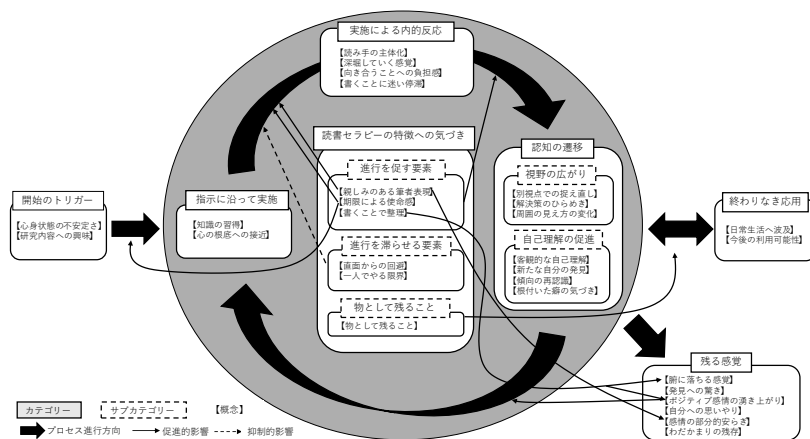 実施による内的反応
【読み手の主体化】
【深堀していく感覚】
【向き合うことへの負担感】
【書くことに迷い停滞】
読書セラピーの特徴への気づき
進行を促す要素
【親しみのある筆者表現】
【期限による使命感】
【書くことで整理】
進行を滞らせる要素
【直面からの回避】
【一人でやる限界】
物として残ること
【物として残ること】
認知の遷移
視野の広がり
【別視点での捉え直し】
【解決策のひらめき】
【周囲の見え方の変化】
自己理解の促進
【客観的な自己理解】
【新たな自分の発見】
【傾向の再認識】
【根付いた癖の気づき】
開始のトリガー
【心身状態の不安定さ】
【研究内容への興味】
指示に沿って実施
【知識の習得】
【心の根底への接近】
終わりなき応用
【日常生活へ波及】
【今後の利用可能性】
残る感覚
【腑に落ちる感覚】
【発見への驚き】
【ポジティブ感情の湧き上がり】
【自分への思いやり】
【感情の部分的安らぎ】
【わだかまりの残存】
カテゴリー
サブカテゴリー
【概念】
プロセス進行方向
促進的影響
抑制的影響